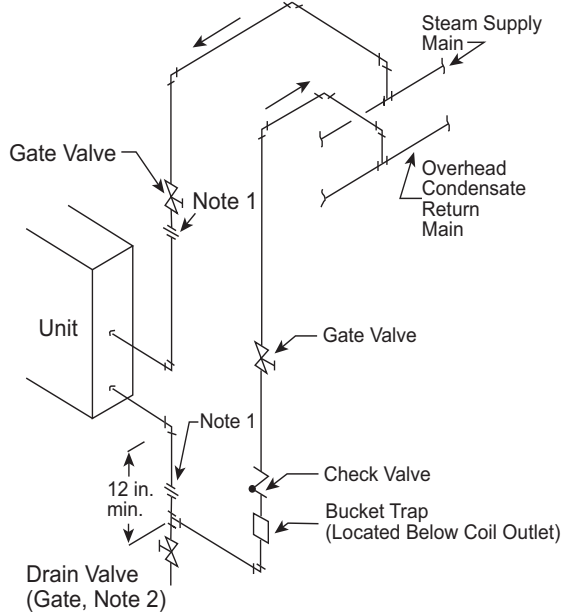 Steam Supply
Main
Gate Valve
Note 1
Overhead
Condensate
Return
Main
Unit
Gate Valve
Note 1
12 in.
min.
Check Valve
Bucket Trap
(Located Below Coil Outlet)
Drain Valve
(Gate, Note 2)